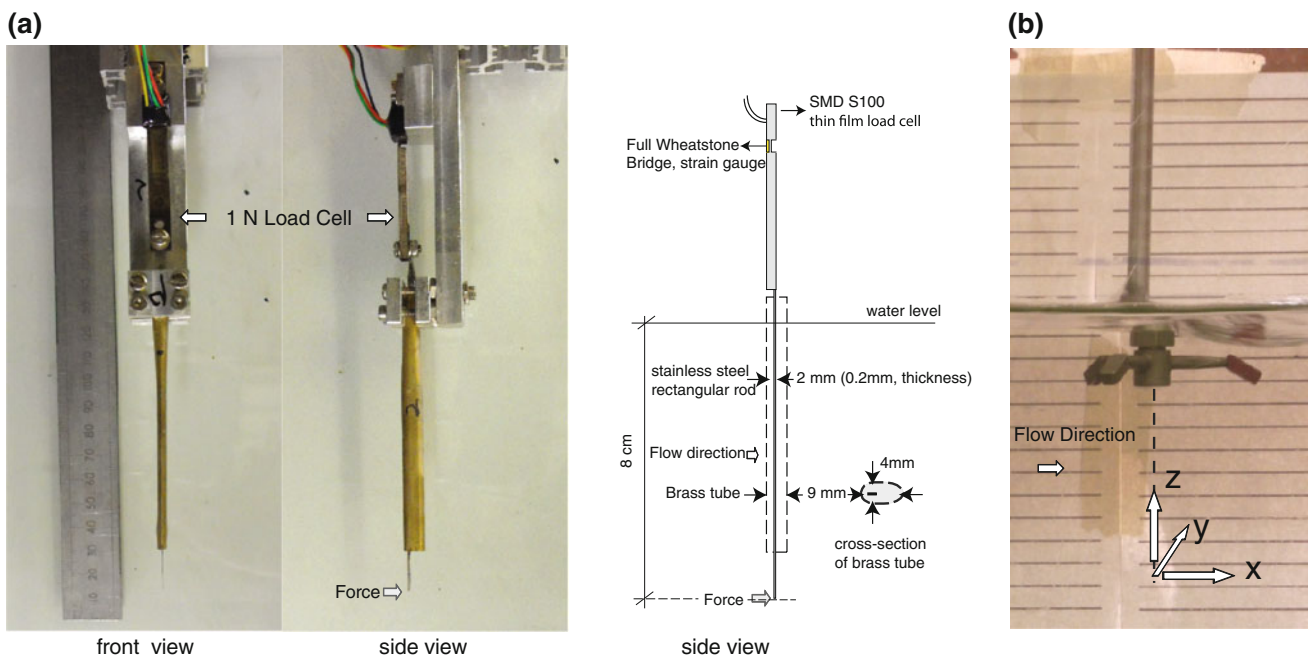 (a)
(b)
1 N Load Cell
Force
front view
side view
SMD S100
thin film load cell
Full Wheatstone
Bridge, strain gauge
water level
stainless steel
rectangular rod
2 mm (0.2mm, thickness)
8 cm
Flow direction
4mm
Brass tube
9 mm
cross-section
of brass tube
Force
side view
Flow Direction
z
y
x